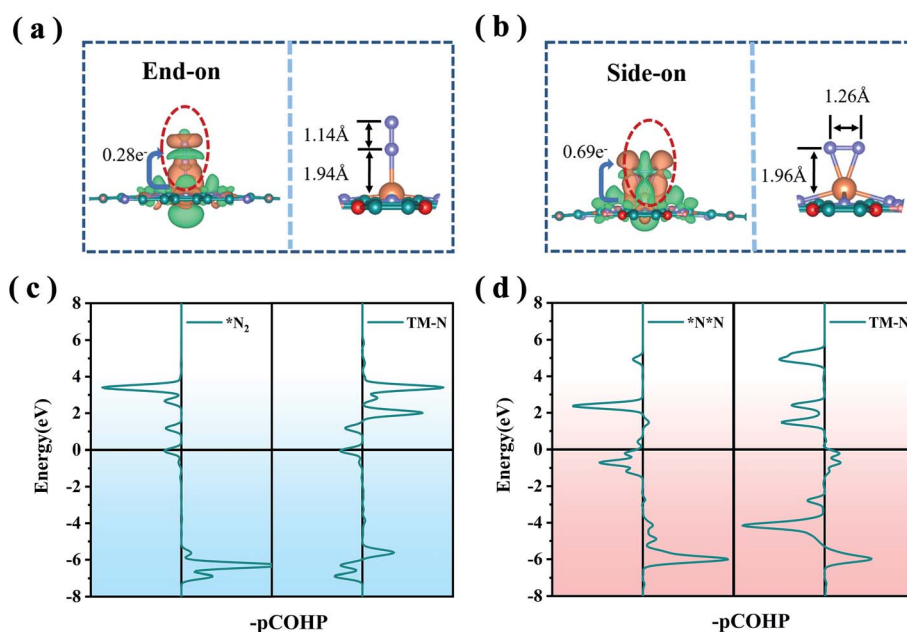 (a)
End-on
0.28e-
1.14Å
1.94Å
(b)
Side-on
0.69e-
1.26Å
1.96Å
(c)
8
6
4
2
0
-2
-4
-6
-8
Energy(eV)
*N₂
TM-N
(d)
8
6
4
2
0
-2
-4
-6
-8
Energy(eV)
*N*N
TM-N
-pCOHP
-pCOHP